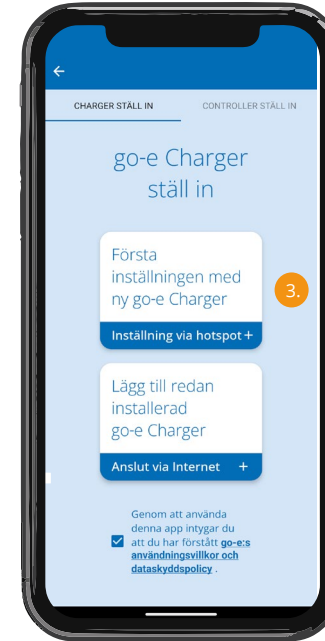 ←
CHARGER STÄLL IN CONTROLLER STÄLL IN
go-e Charger
ställ in
Första
inställningen med
ny go-e Charger
3.
Inställning via hotspot +
Lägg till redan
installerad
go-e Charger
Anslut via Internet +
Genom att använda
denna app intygar du
att du har förstått go-e:s
användningsvillkor och
dataskyddspolicy .